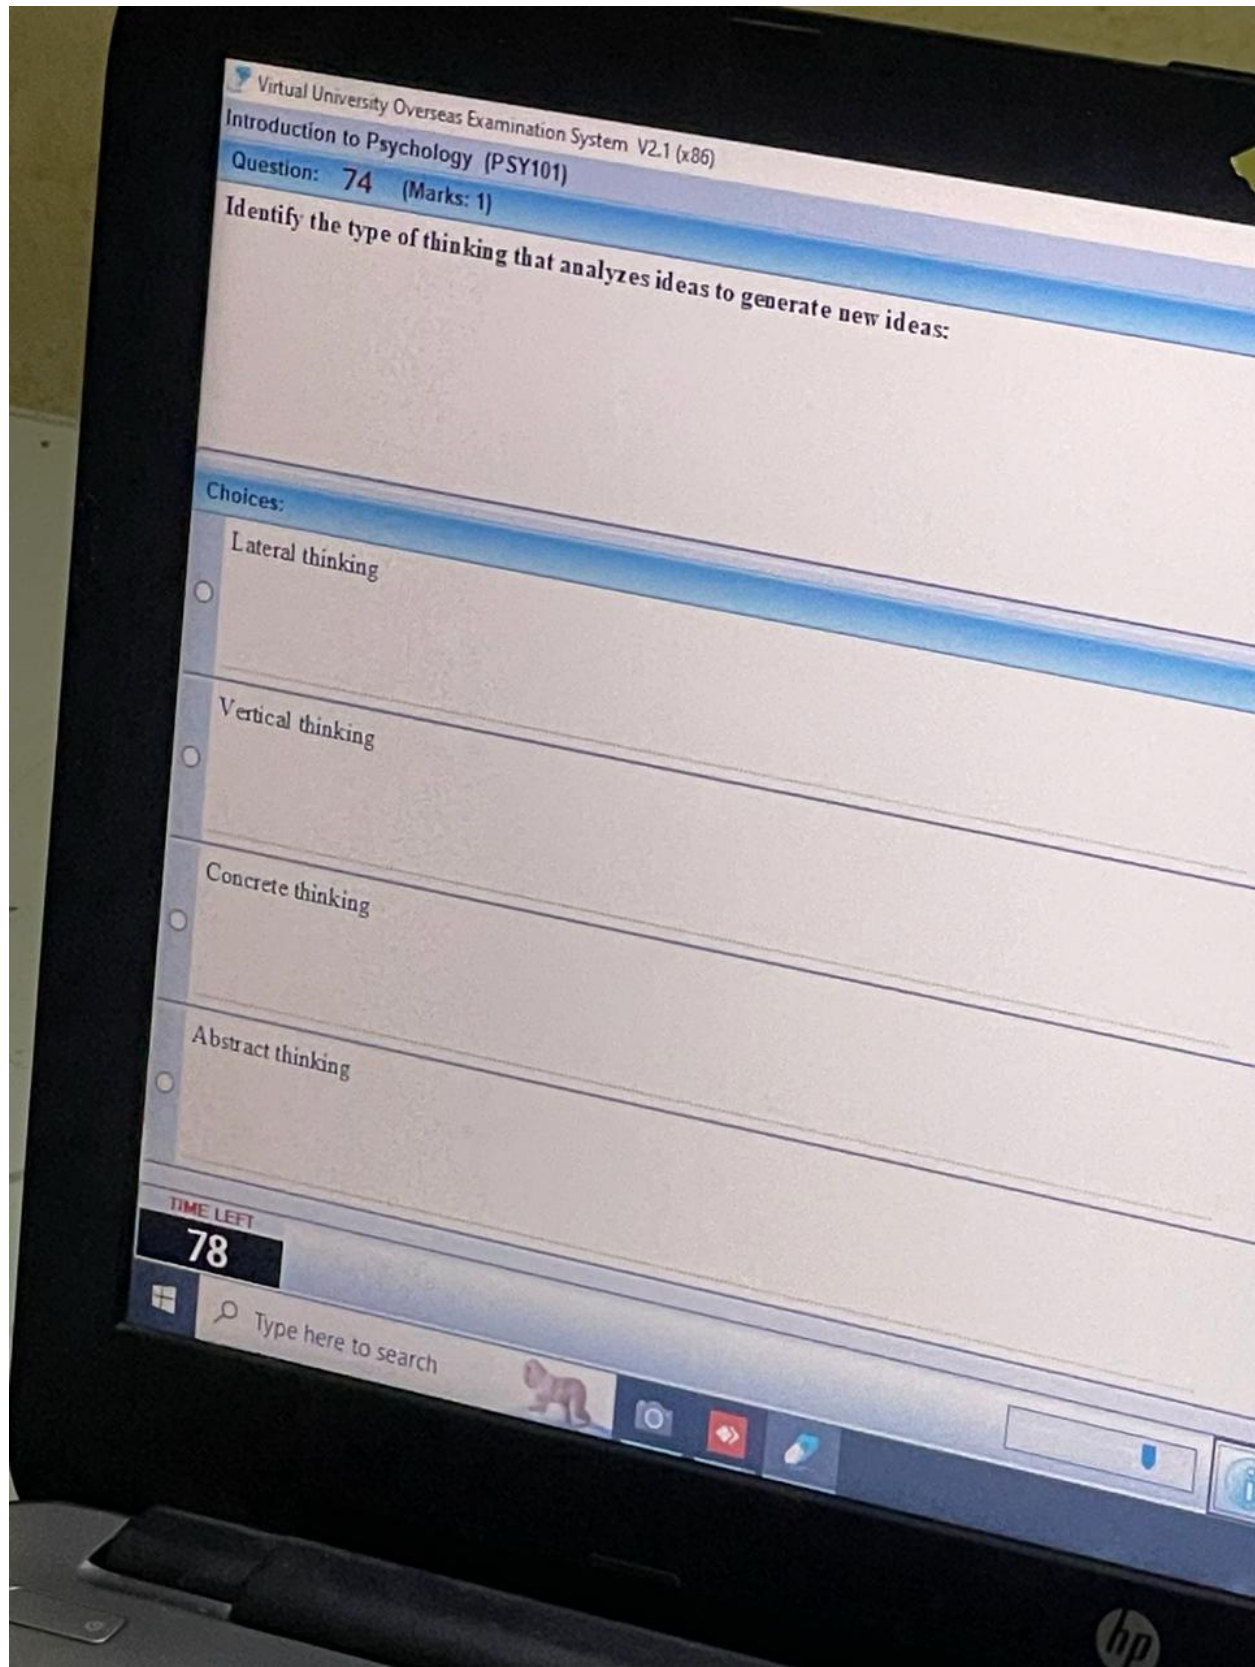 Virtual University Overseas Examination System V2.1 (x86)
Introduction to Psychology (PSY101)
Question: 74 (Marks: 1)
Identify the type of thinking that analyzes ideas to generate new ideas:
Choices:
Lateral thinking
Vertical thinking
Concrete thinking
Abstract thinking
TIME LEFT
78
Type here to search
hp